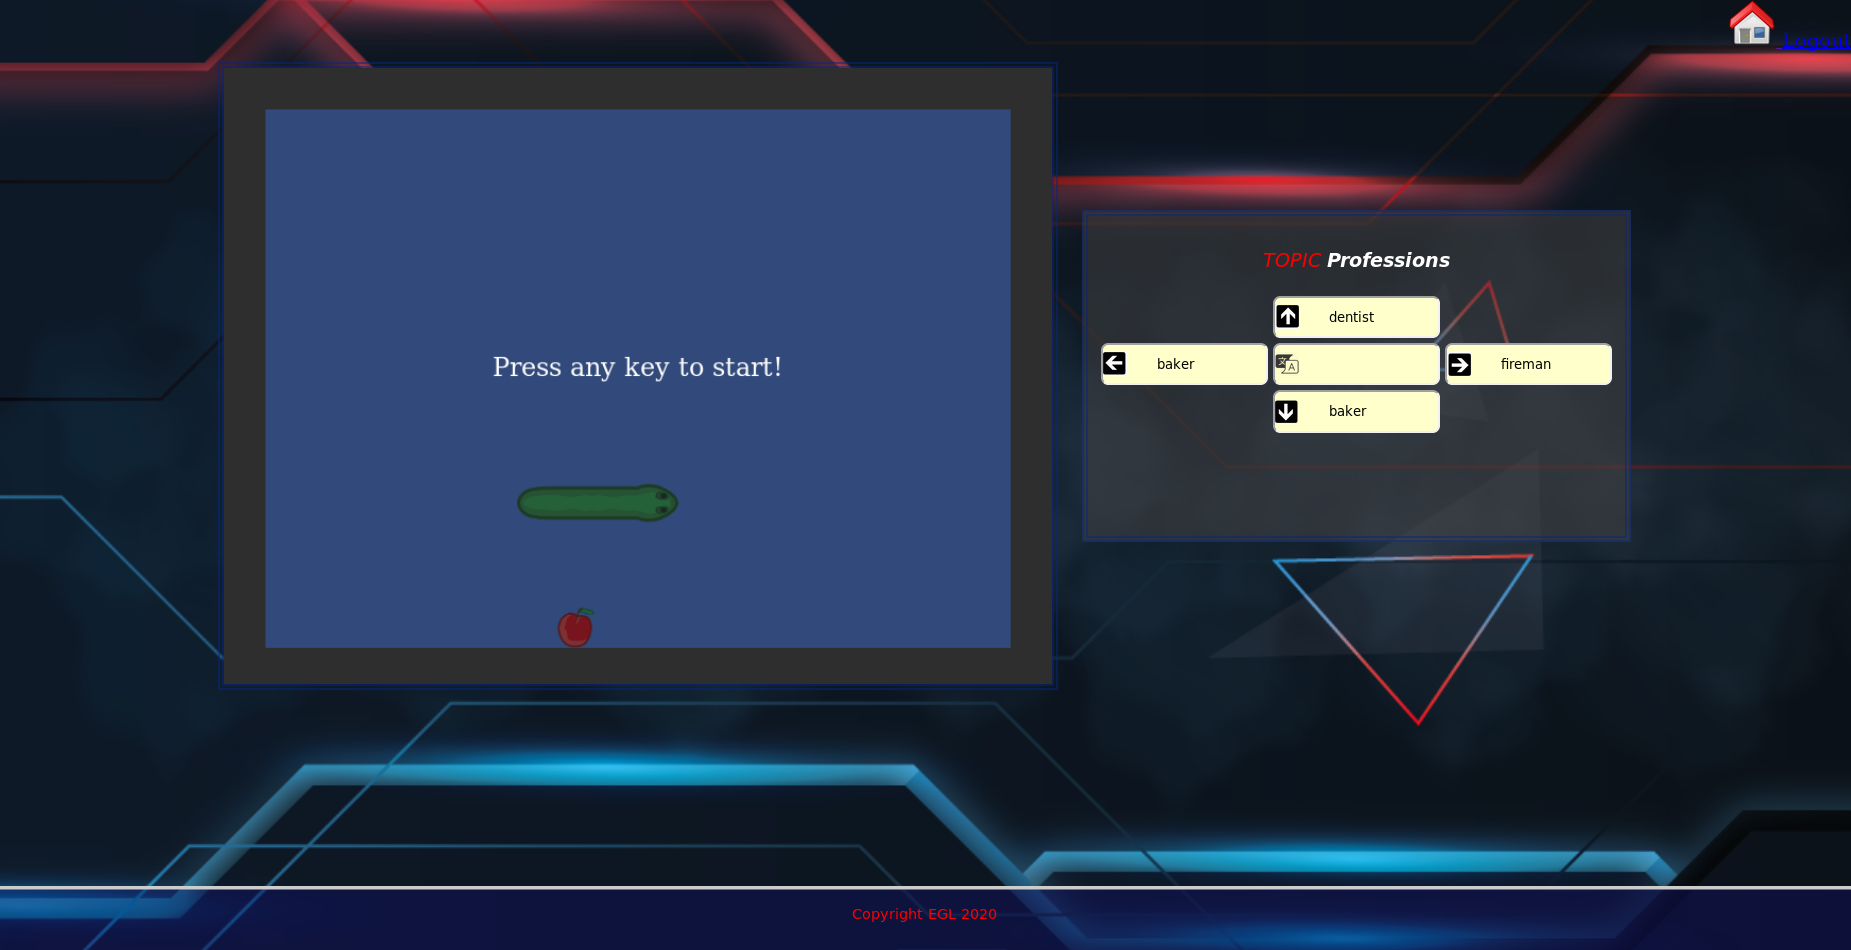 Logout
TOPIC Professions
dentist
Press any key to start!
baker
fireman
baker
Copyright EGL 2020